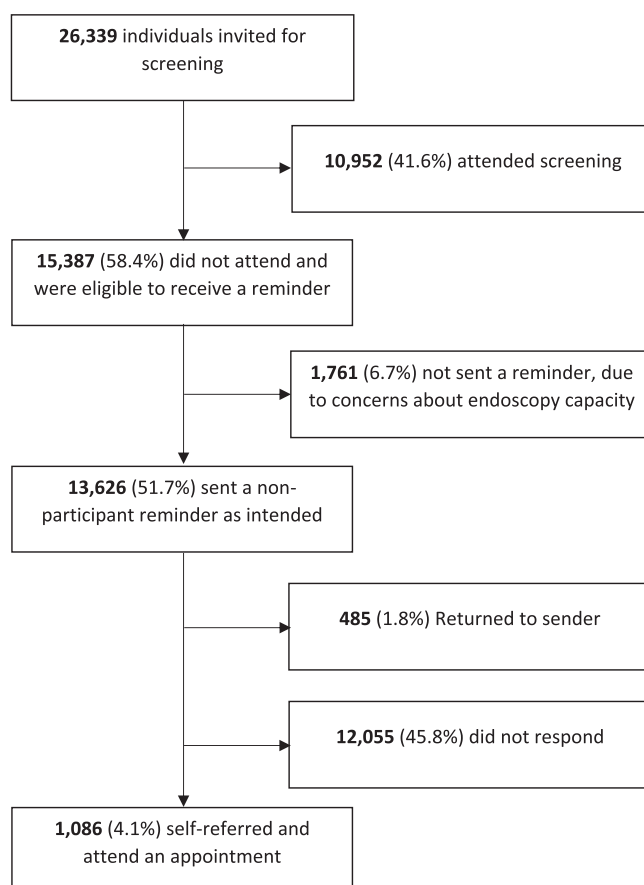 26,339 individuals invited for
screening
10,952 (41.6%) attended screening
15,387 (58.4%) did not attend and
were eligible to receive a reminder
1,761 (6.7%) not sent a reminder, due
to concerns about endoscopy capacity
13,626 (51.7%) sent a non-
participant reminder as intended
485 (1.8%) Returned to sender
12,055 (45.8%) did not respond
1,086 (4.1%) self-referred and
attend an appointment